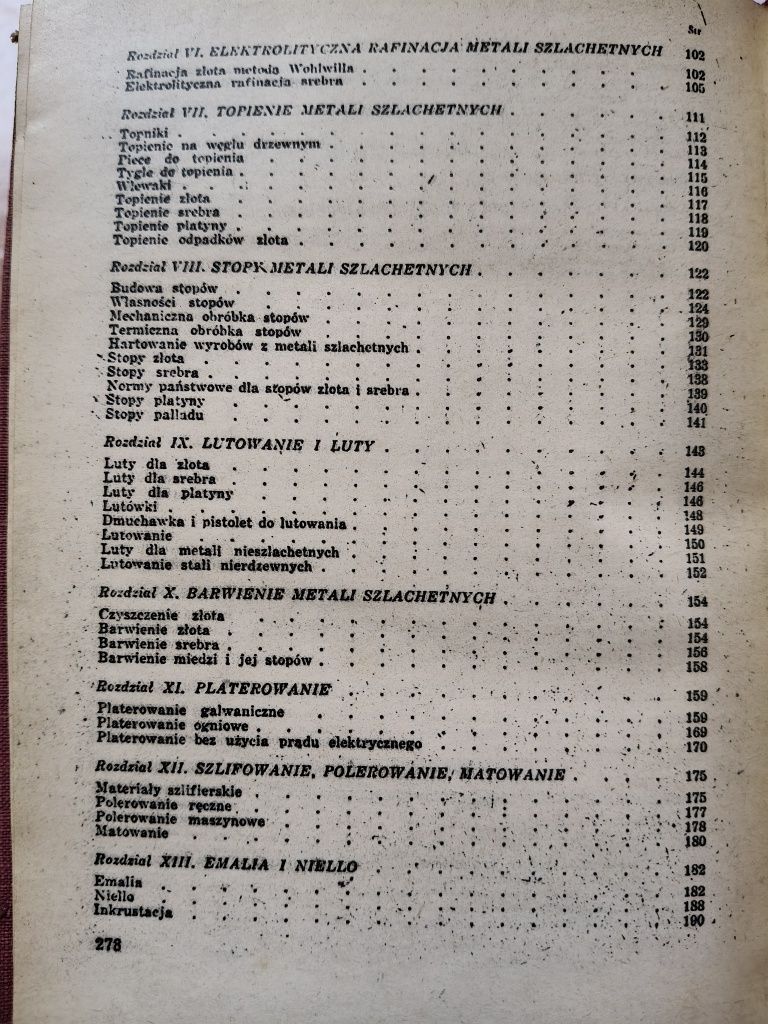 Str
Rozdział VI. ELEKTROLITYCZNA RAFINACJA METALI SZLACHETNYCH 102
Rafinacja złota metodą Wohlwilla . . . . . . . . . . 102
Elektrolityczna rafinacja srebra . . . . . . . . . . 105
Rozdział VII. TOPIENIE METALI SZLACHETNYCH . . . . . . 111
Topniki . . . . . . . . . . . . . . . . 112
Topienie na węglu drzewnym . . . . . . . . . . . . 113
Piece do topienia . . . . . . . . . . . . . . 114
Tygle do topienia . . . . . . . . . . . . . . 115
Wlewaki . . . . . . . . . . . . . . . . 116
Topienie złota . . . . . . . . . . . . . . . 117
Topienie srebra . . . . . . . . . . . . . . . 118
Topienie platyny . . . . . . . . . . . . . . 119
Topienie odpadków złota . . . . . . . . . . . . 120
Rozdział VIII. STOPY METALI SZLACHETNYCH . . . . . . . 122
Budowa stopów . . . . . . . . . . . . . . . 122
Własności stopów . . . . . . . . . . . . . . 124
Mechaniczna obróbka stopów . . . . . . . . . . . . 129
Termiczna obróbka stopów . . . . . . . . . . . . 130
Hartowanie wyrobów z metali szlachetnych . . . . . . . . 131
Stopy złota . . . . . . . . . . . . . . . . 133
Stopy srebra . . . . . . . . . . . . . . . 138
Normy państwowe dla stopów złota i srebra . . . . . . . . 139
Stopy platyny . . . . . . . . . . . . . . . 140
Stopy palladu . . . . . . . . . . . . . . . 141
Rozdział IX. LUTOWANIE I LUTY . . . . . . . . . . 143
Luty dla złota . . . . . . . . . . . . . . . 144
Luty dla srebra . . . . . . . . . . . . . . . 146
Luty dla platyny . . . . . . . . . . . . . . 146
Lutówki . . . . . . . . . . . . . . . . . 148
Dmuchawka i pistolet do lutowania . . . . . . . . . . 149
Lutowanie . . . . . . . . . . . . . . . . 150
Luty dla metali nieszlachetnych . . . . . . . . . . . 151
Lutowanie stali nierdzewnych . . . . . . . . . . . . 152
Rozdział X. BARWIENIE METALI SZLACHETNYCH . . . . . . 154
Czyszczenie złota . . . . . . . . . . . . . . 154
Barwienie złota . . . . . . . . . . . . . . . 154
Barwienie srebra . . . . . . . . . . . . . . . 156
Barwienie miedzi i jej stopów . . . . . . . . . . . . 158
Rozdział XI. PLATEROWANIE . . . . . . . . . . . 159
Platerowanie galwaniczne . . . . . . . . . . . . 159
Platerowanie ogniowe . . . . . . . . . . . . . . 169
Platerowanie bez użycia prądu elektrycznego . . . . . . . 170
Rozdział XII. SZLIFOWANIE, POLEROWANIE, MATOWANIE . . . 175
Materiały szlifierskie . . . . . . . . . . . . . . 175
Polerowanie ręczne . . . . . . . . . . . . . . 177
Polerowanie maszynowe . . . . . . . . . . . . . 178
Matowanie . . . . . . . . . . . . . . . . 180
Rozdział XIII. EMALIA I NIELLO . . . . . . . . . . 182
Emalia . . . . . . . . . . . . . . . . . 182
Niello . . . . . . . . . . . . . . . . . 188
Inkrustacja . . . . . . . . . . . . . . . . 190
278